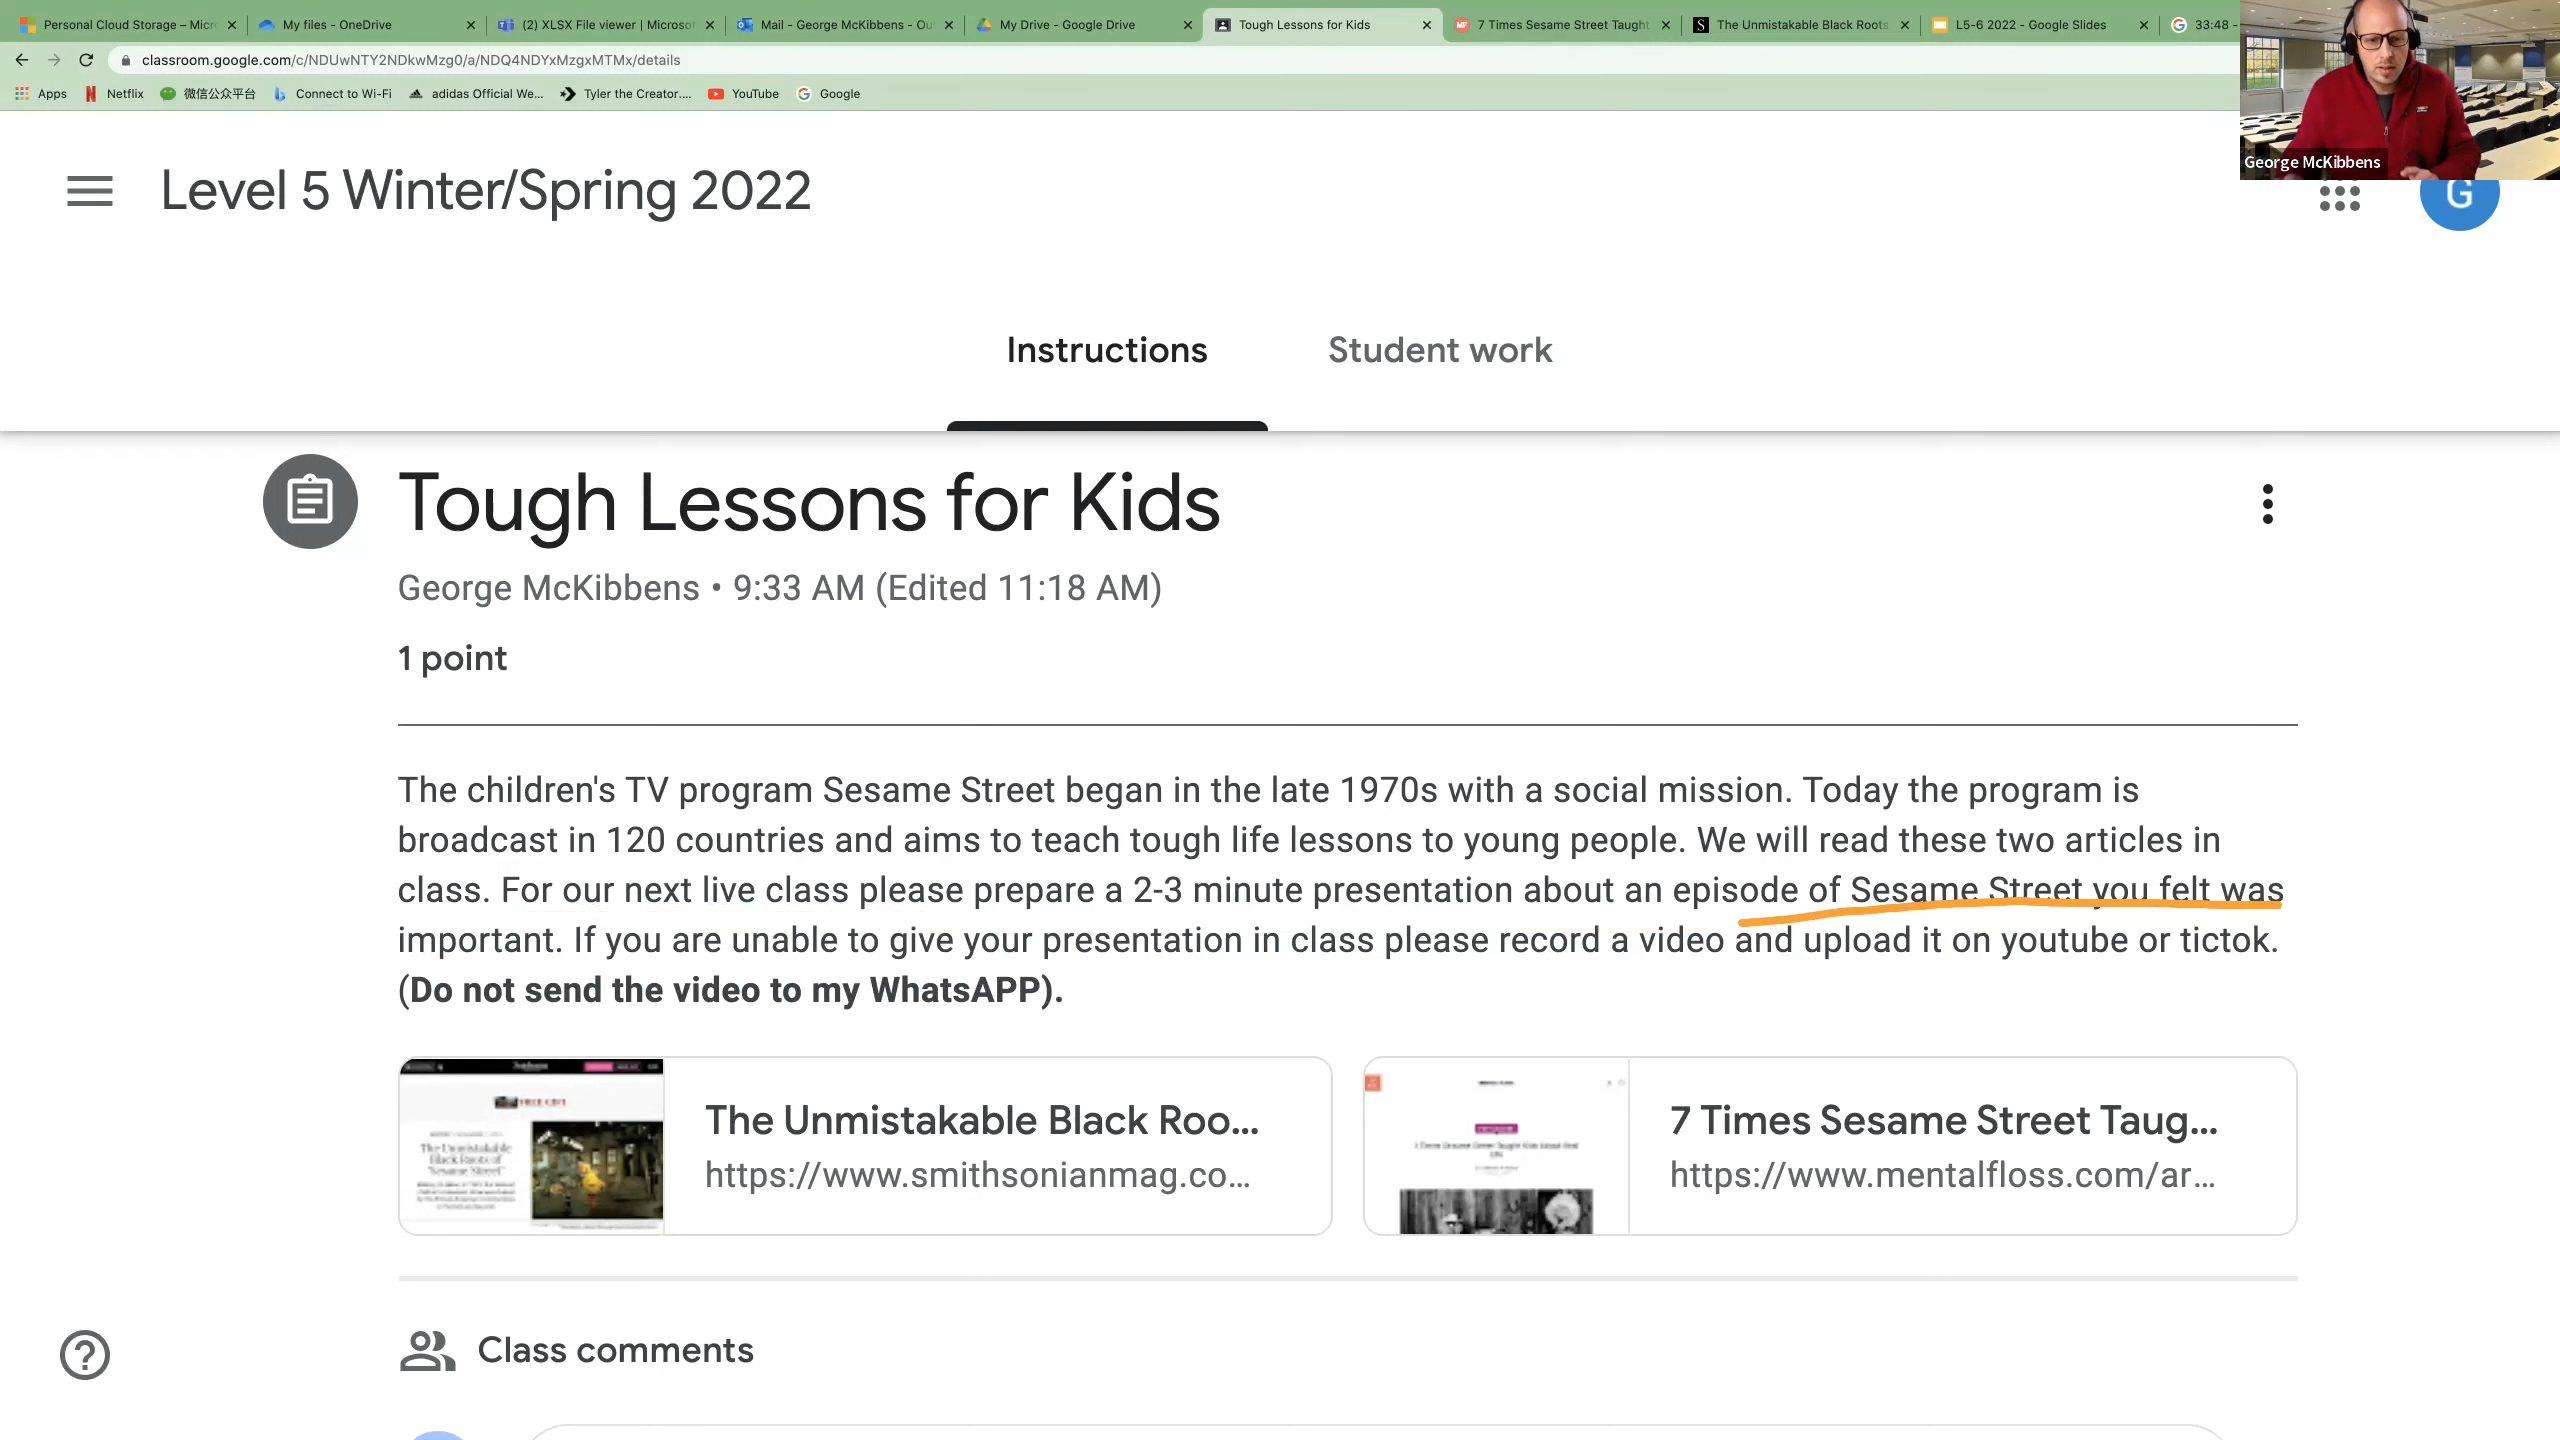 Personal Cloud Storage – Micr
My files - OneDrive
(2) XLSX File viewer | Microsof
Mail - George McKibbens - Ou
My Drive - Google Drive
Tough Lessons for Kids
7 Times Sesame Street Taught
The Unmistakable Black Roots
L5-6 2022 - Google Slides
33:48 -
classroom.google.com/c/NDUwNTY2NDkwMzg0/a/NDQ4NDYxMzgxMTMx/details
Apps
Netflix
微信公众平台
Connect to Wi-Fi
adidas Official We...
Tyler the Creator....
YouTube
Google
George McKibbens
Level 5 Winter/Spring 2022
G
Instructions
Student work
Tough Lessons for Kids
George McKibbens • 9:33 AM (Edited 11:18 AM)
1 point
The children's TV program Sesame Street began in the late 1970s with a social mission. Today the program is
broadcast in 120 countries and aims to teach tough life lessons to young people. We will read these two articles in
class. For our next live class please prepare a 2-3 minute presentation about an episode of Sesame Street you felt was
important. If you are unable to give your presentation in class please record a video and upload it on youtube or tictok.
(Do not send the video to my WhatsAPP).
The Unmistakable Black Roots of "Sesame Street"
The Unmistakable Black Roo...
https://www.smithsonianmag.co...
7 Times Sesame Street Taug...
https://www.mentalfloss.com/ar...
Class comments